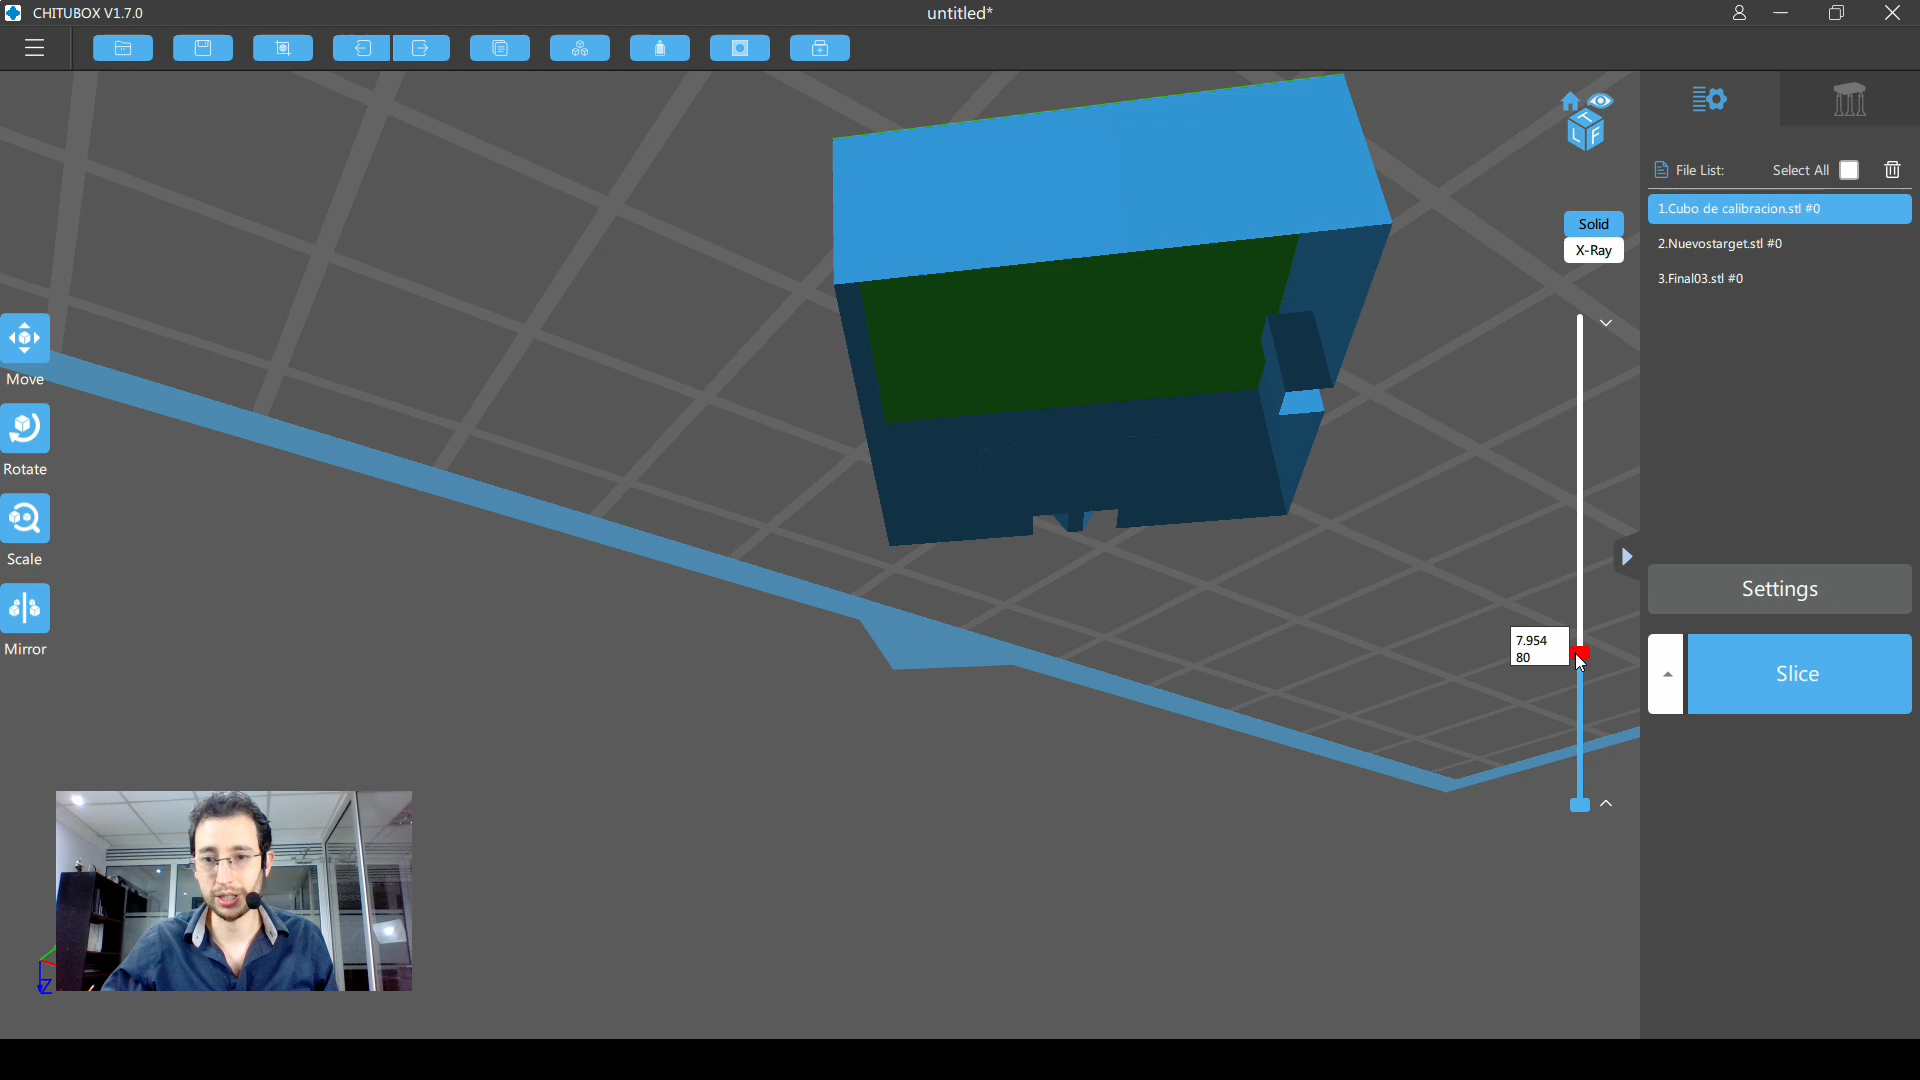 CHITUBOX V1.7.0
untitled*
T
L F
File List:
Select All
1.Cubo de calibracion.stl #0
2.Nuevostarget.stl #0
3.Final03.stl #0
Solid
X-Ray
Move
Rotate
Scale
Mirror
Settings
7.954
80
Slice
Z